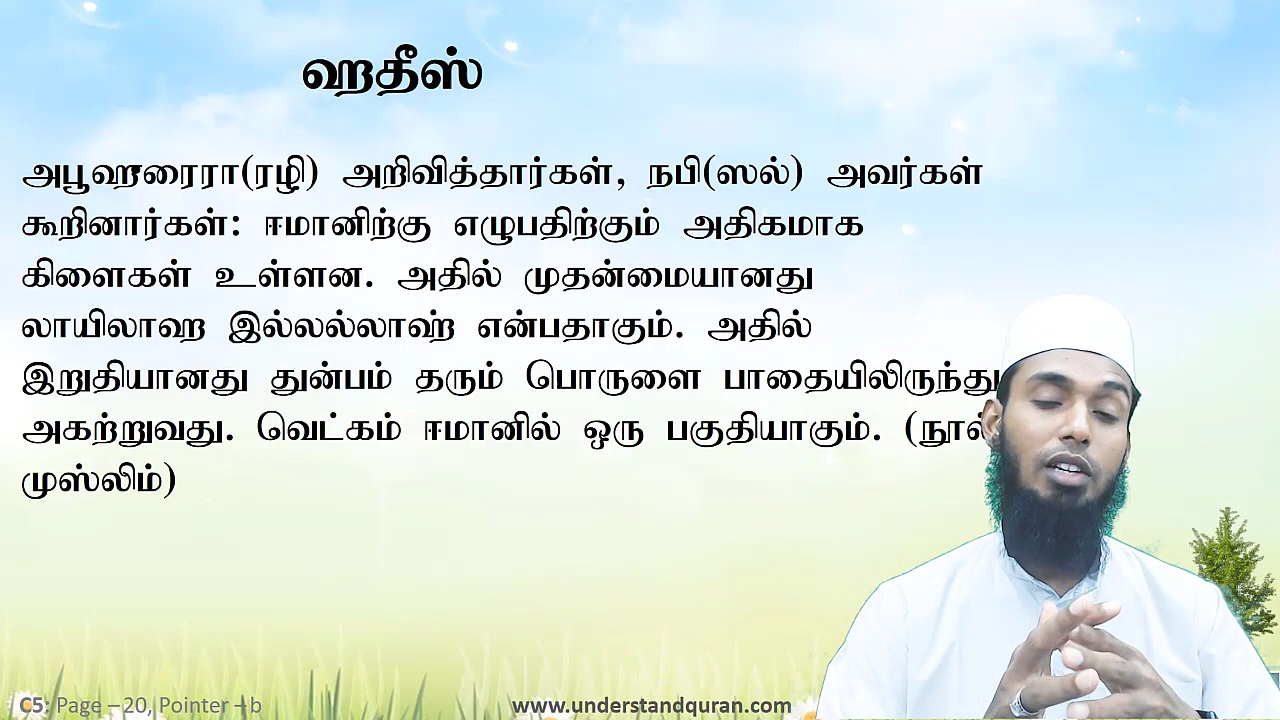 ஹதீஸ்
அபூஹுரைரா(ரழி) அறிவித்தார்கள், நபி(ஸல்) அவர்கள்
கூறினார்கள்: ஈமானிற்கு எழுபதிற்கும் அதிகமாக
கிளைகள் உள்ளன. அதில் முதன்மையானது
லாயிலாஹ இல்லல்லாஹ் என்பதாகும். அதில்
இறுதியானது துன்பம் தரும் பொருளை பாதையிலிருந்து
அகற்றுவது. வெட்கம் ஈமானில் ஒரு பகுதியாகும். (நூல்
முஸ்லிம்)
C5: Page – 20, Pointer – b
www.understandquran.com